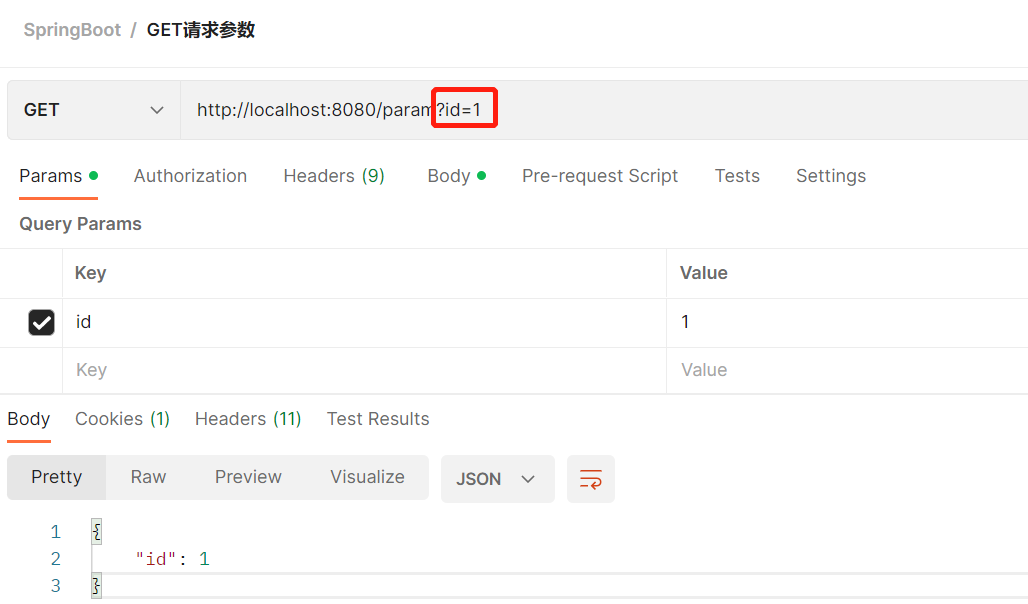 SpringBoot / GET请求参数
GET http://localhost:8080/param?id=1
Params Authorization Headers (9) Body Pre-request Script Tests Settings
Query Params
Key Value
id 1
Key Value
Body Cookies (1) Headers (11) Test Results
Pretty Raw Preview Visualize JSON
1 {
2 "id": 1
3 }